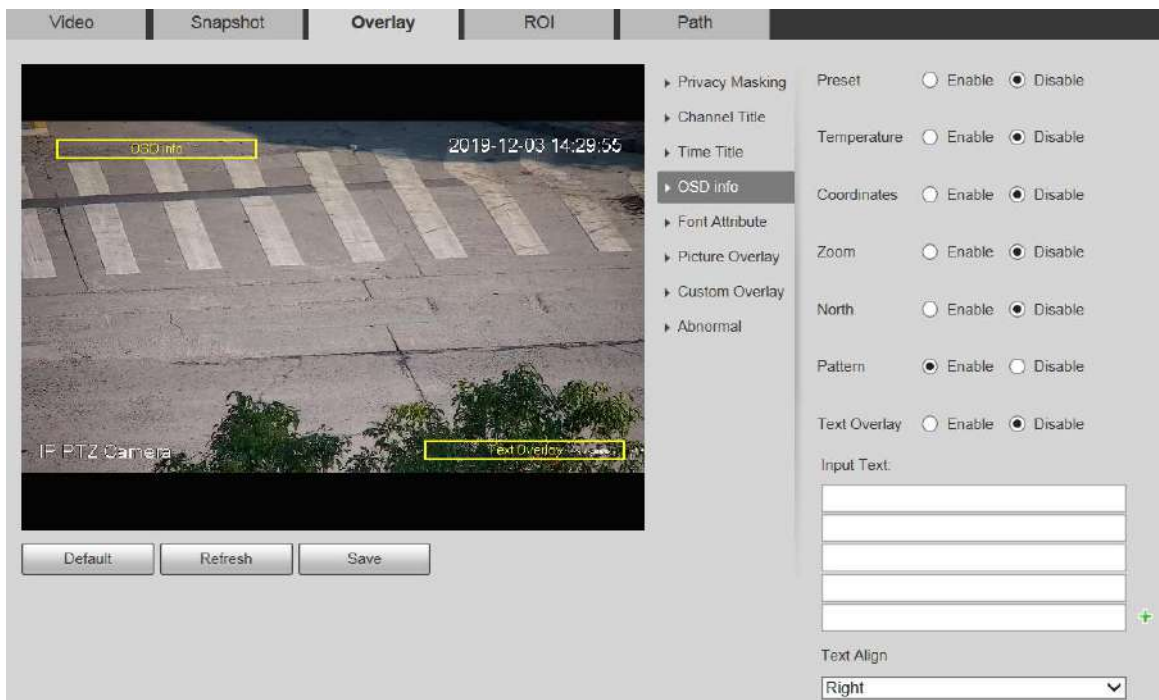 Video Snapshot Overlay ROI Path
OSD info
2019-12-03 14:29:55
IP PTZ Camera
Text Overlay
Default Refresh Save
Privacy Masking
Channel Title
Time Title
OSD info
Font Attribute
Picture Overlay
Custom Overlay
Abnormal
Preset Enable Disable
Temperature Enable Disable
Coordinates Enable Disable
Zoom Enable Disable
North Enable Disable
Pattern Enable Disable
Text Overlay Enable Disable
Input Text:
Text Align
Right